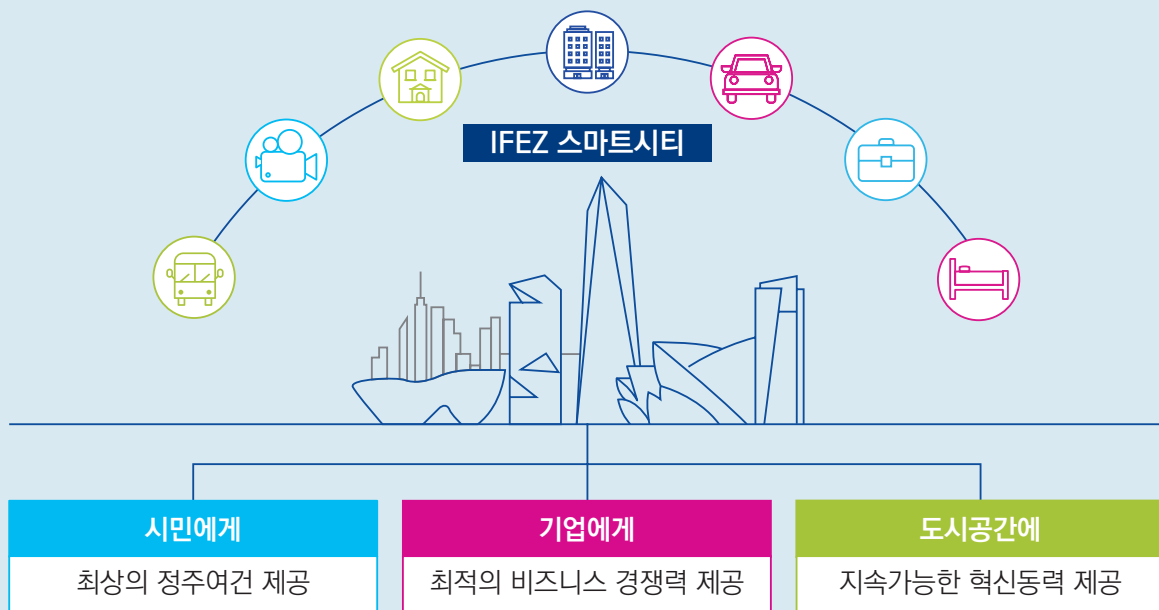 IFEZ 스마트시티
시민에게
최상의 정주여건 제공
기업에게
최적의 비즈니스 경쟁력 제공
도시공간에
지속가능한 혁신동력 제공